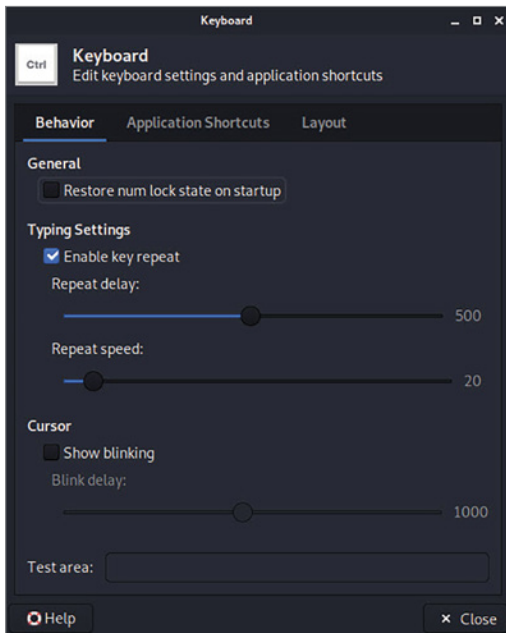 Keyboard
Ctrl
Keyboard
Edit keyboard settings and application shortcuts
Behavior Application Shortcuts Layout
General
Restore num lock state on startup
Typing Settings
Enable key repeat
Repeat delay:
500
Repeat speed:
20
Cursor
Show blinking
Blink delay:
1000
Test area:
Help Close